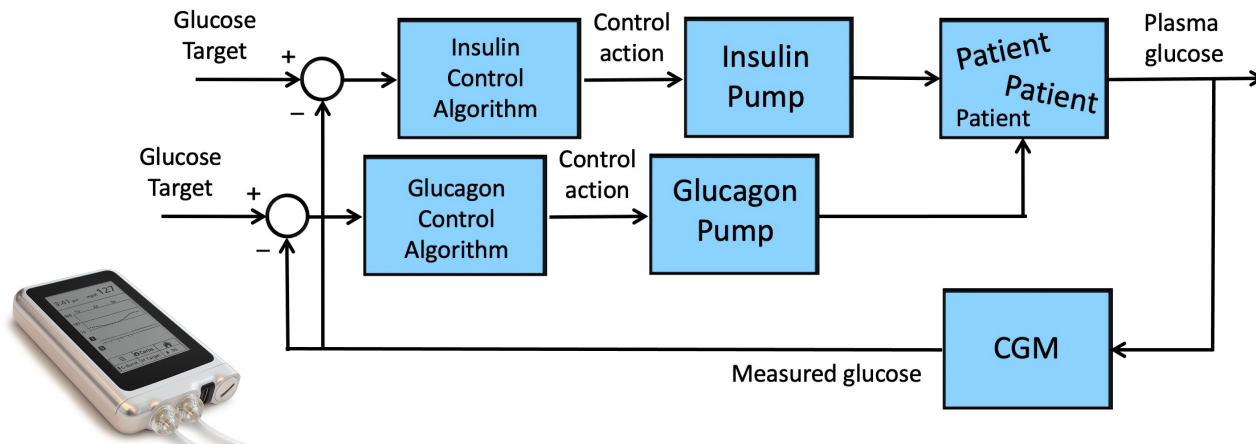 Glucose
Target
+
−
Insulin
Control
Algorithm
Control
action
Insulin
Pump
Patient
Patient
Patient
Plasma
glucose
Glucose
Target
+
−
Glucagon
Control
Algorithm
Control
action
Glucagon
Pump
CGM
Measured glucose
127